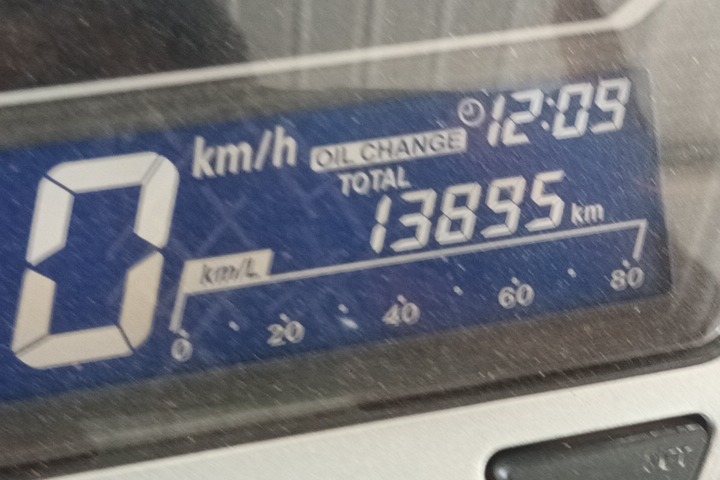 12:09
0 km/h OIL CHANGE
TOTAL
13895 km
km/L
0 20 40 60 80